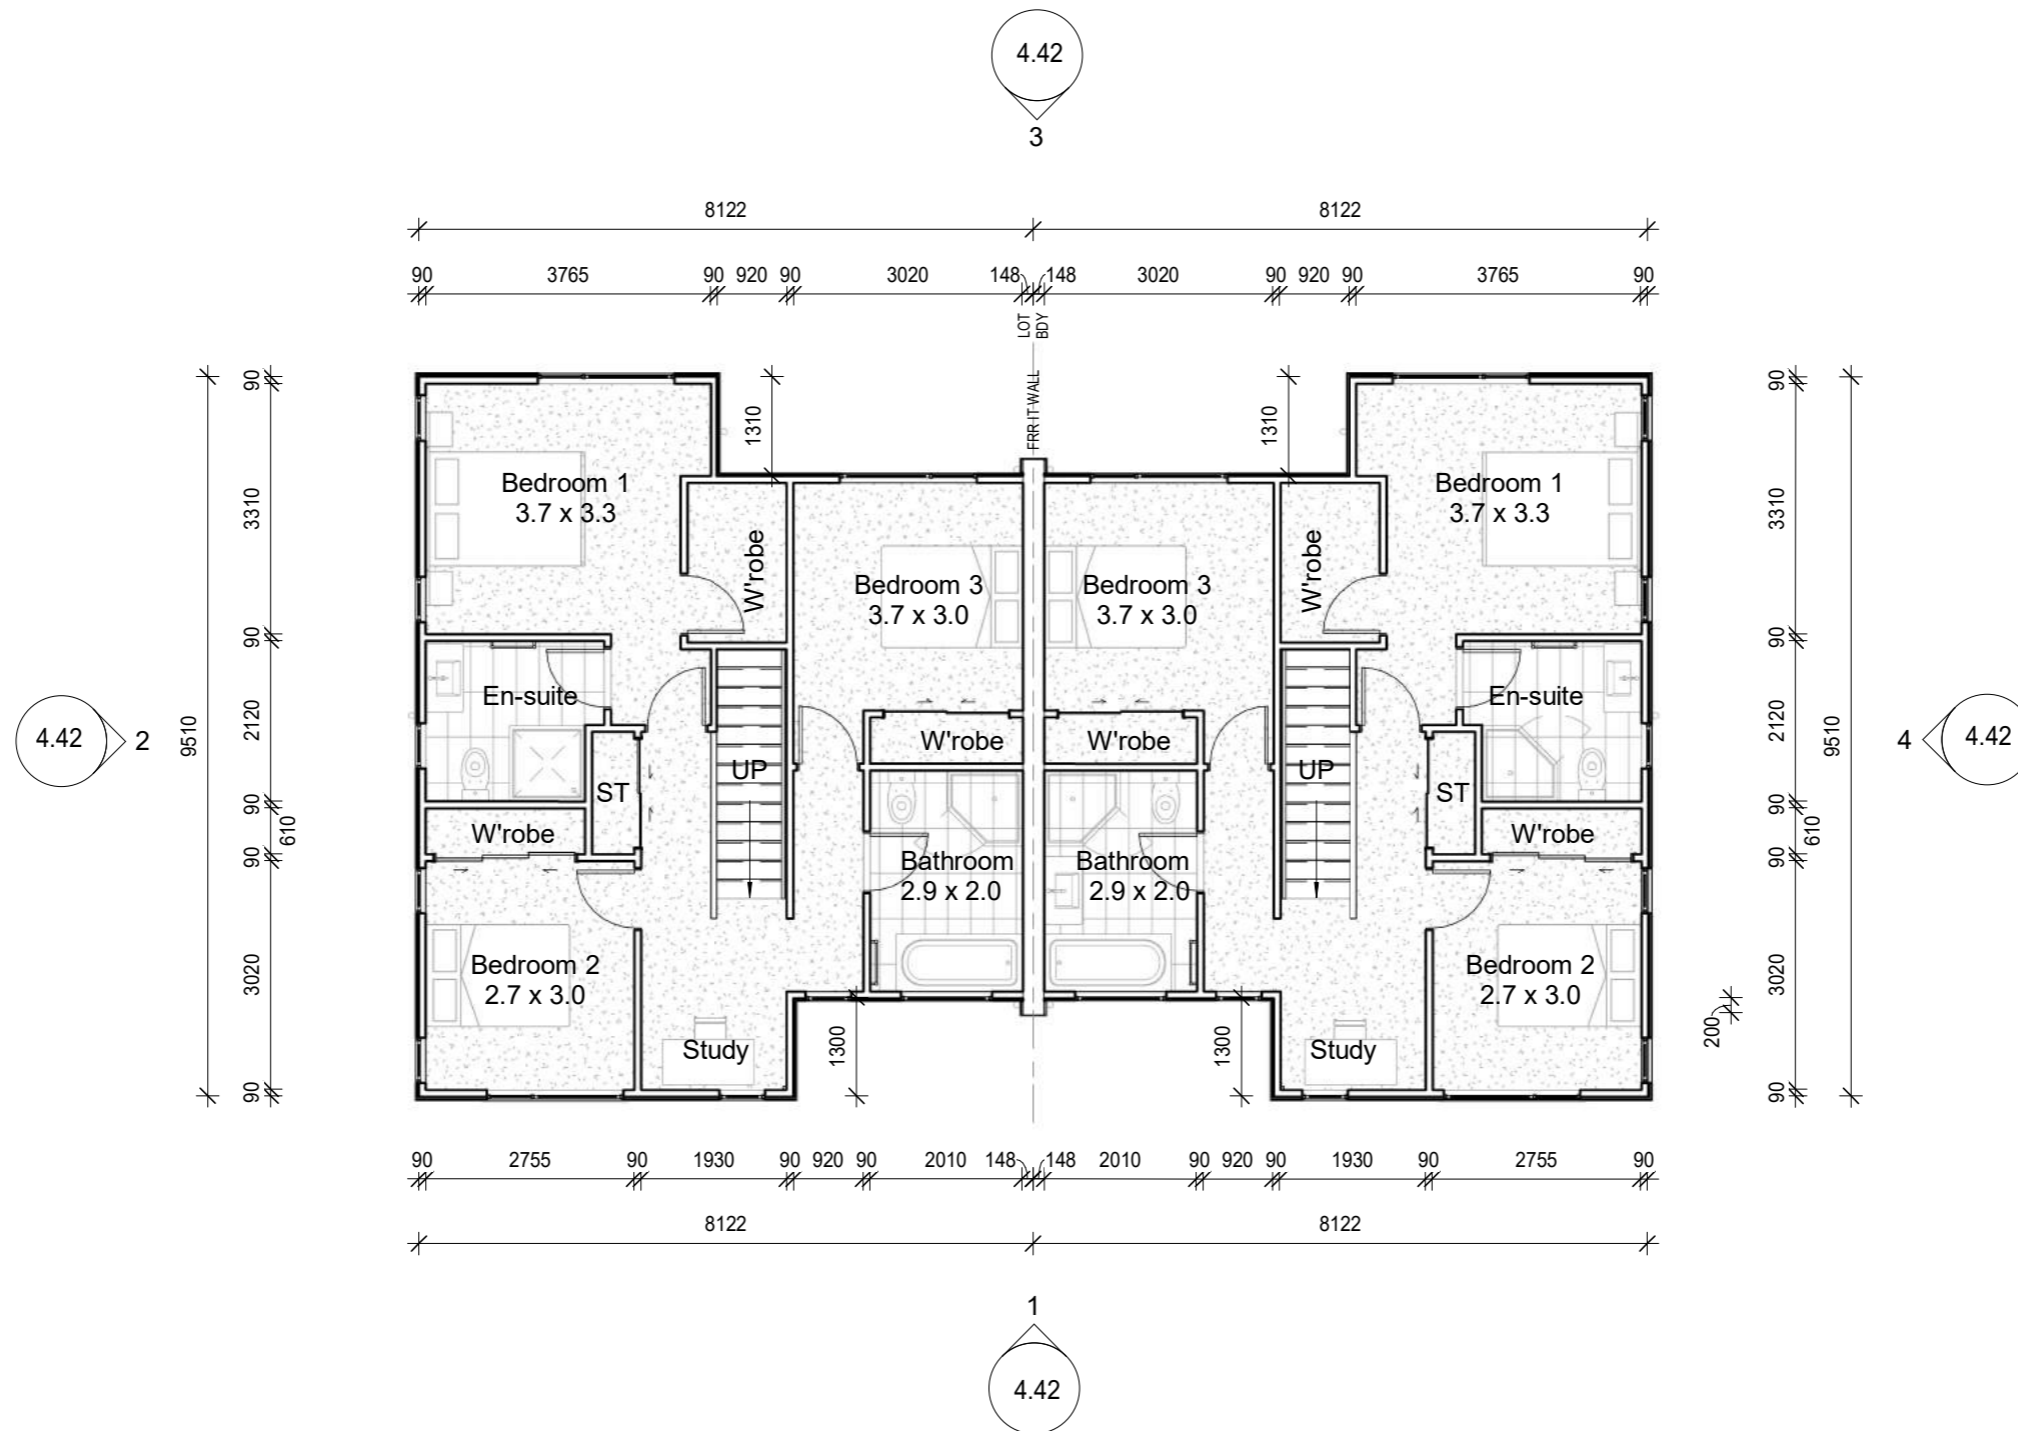 4.42
3
8122 8122
90 3765 90 920 90 3020 148 148 3020 90 920 90 3765 90
LOT
BDY
FRR IT WALL
90 3310 90 2120 90 610 90 3020 90
9510
1310
1310
90 3310 90 2120 90 610 90 3020 90
9510
200
Bedroom 1
3.7 x 3.3
W'robe
Bedroom 3
3.7 x 3.0
Bedroom 3
3.7 x 3.0
W'robe
Bedroom 1
3.7 x 3.3
En-suite
W'robe
W'robe
En-suite
4.42 2
4 4.42
ST
UP
UP
ST
W'robe
Bathroom
2.9 x 2.0
Bathroom
2.9 x 2.0
W'robe
Bedroom 2
2.7 x 3.0
Bedroom 2
2.7 x 3.0
Study
1300
1300
Study
90 2755 90 1930 90 920 90 2010 148 148 2010 90 920 90 1930 90 2755 90
8122 8122
1
4.42